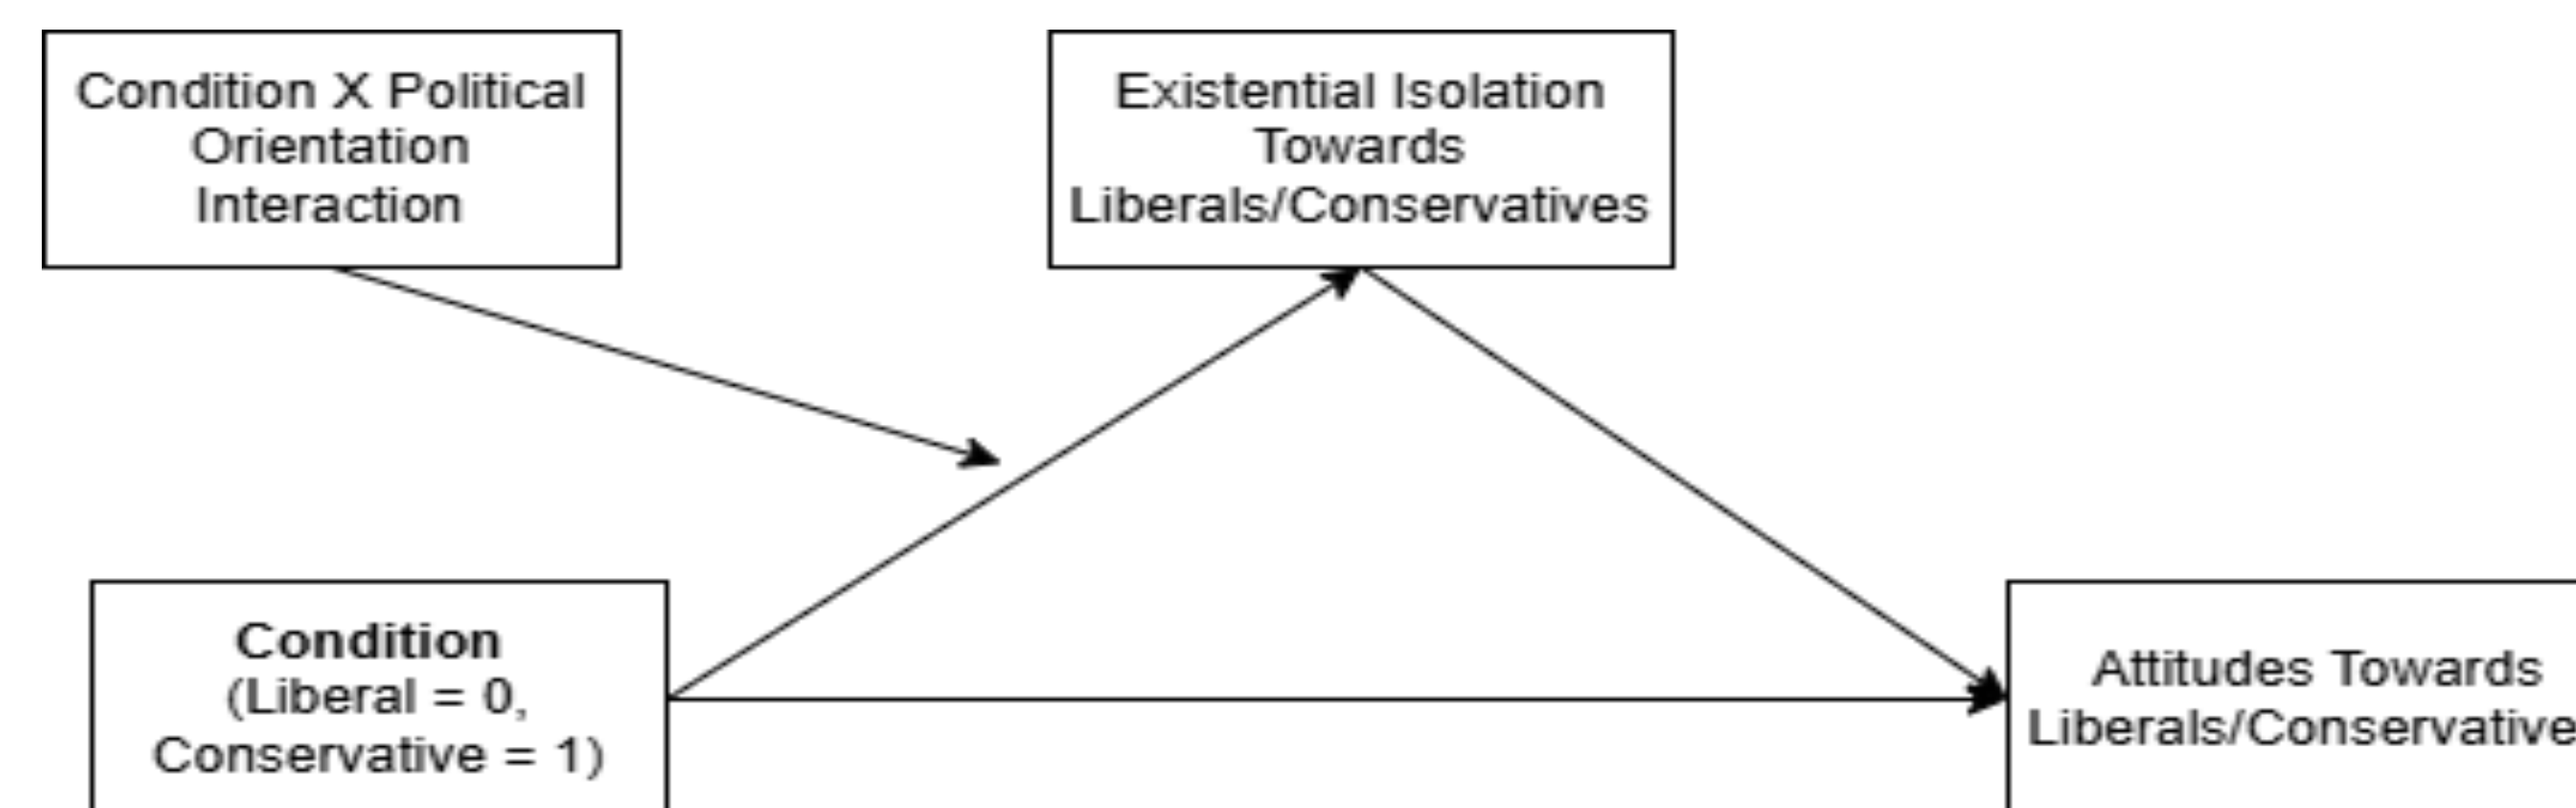 Condition X Political
Orientation
Interaction
Existential Isolation
Towards
Liberals/Conservatives
Condition
(Liberal = 0,
Conservative = 1)
Attitudes Towards
Liberals/Conservative